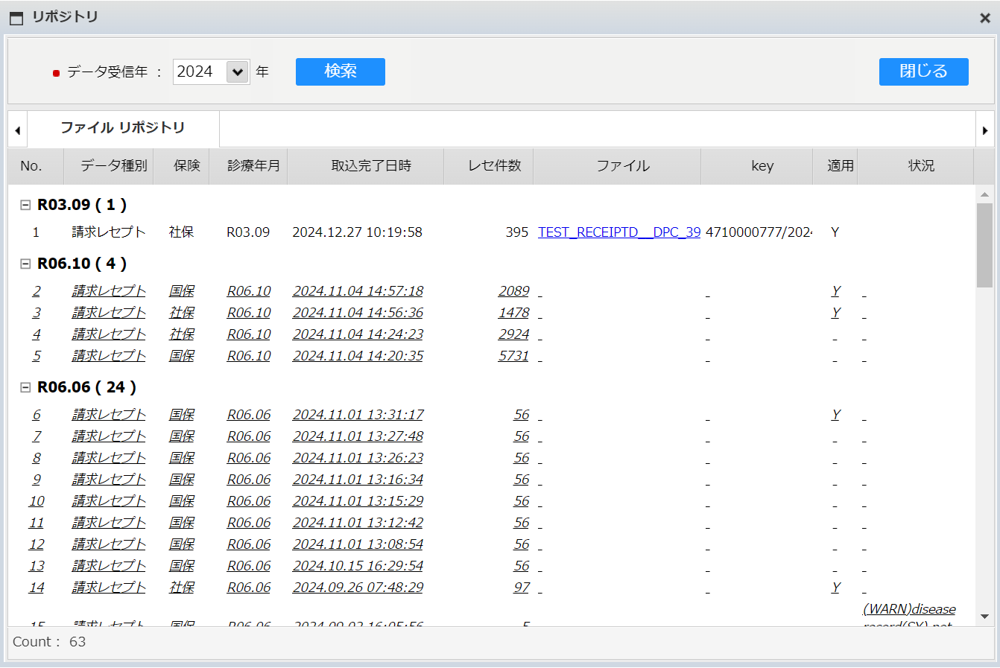 リポジトリ
データ受信年 : 2024 年 検索 閉じる
ファイル リポジトリ
No. データ種別 保険 診療年月 取込完了日時 レセ件数 ファイル key 適用 状況
R03.09 ( 1 )
1 請求レセプト 社保 R03.09 2024.12.27 10:19:58 395 TEST_RECEIPTD__DPC_39 4710000777/202 Y
R06.10 ( 4 )
2 請求レセプト 国保 R06.10 2024.11.04 14:57:18 2089 Y
3 請求レセプト 社保 R06.10 2024.11.04 14:56:36 1478 Y
4 請求レセプト 社保 R06.10 2024.11.04 14:24:23 2924
5 請求レセプト 国保 R06.10 2024.11.04 14:20:35 5731
R06.06 ( 24 )
6 請求レセプト 国保 R06.06 2024.11.01 13:31:17 56 Y
7 請求レセプト 国保 R06.06 2024.11.01 13:27:48 56
8 請求レセプト 国保 R06.06 2024.11.01 13:26:23 56
9 請求レセプト 国保 R06.06 2024.11.01 13:16:34 56
10 請求レセプト 国保 R06.06 2024.11.01 13:15:29 56
11 請求レセプト 国保 R06.06 2024.11.01 13:12:42 56
12 請求レセプト 国保 R06.06 2024.11.01 13:08:54 56
13 請求レセプト 国保 R06.06 2024.10.15 16:29:54 56
14 請求レセプト 社保 R06.06 2024.09.26 07:48:29 97 Y
(WARN)disease
15 請求レセプト 国保 R06.06 record(SY) not
Count : 63